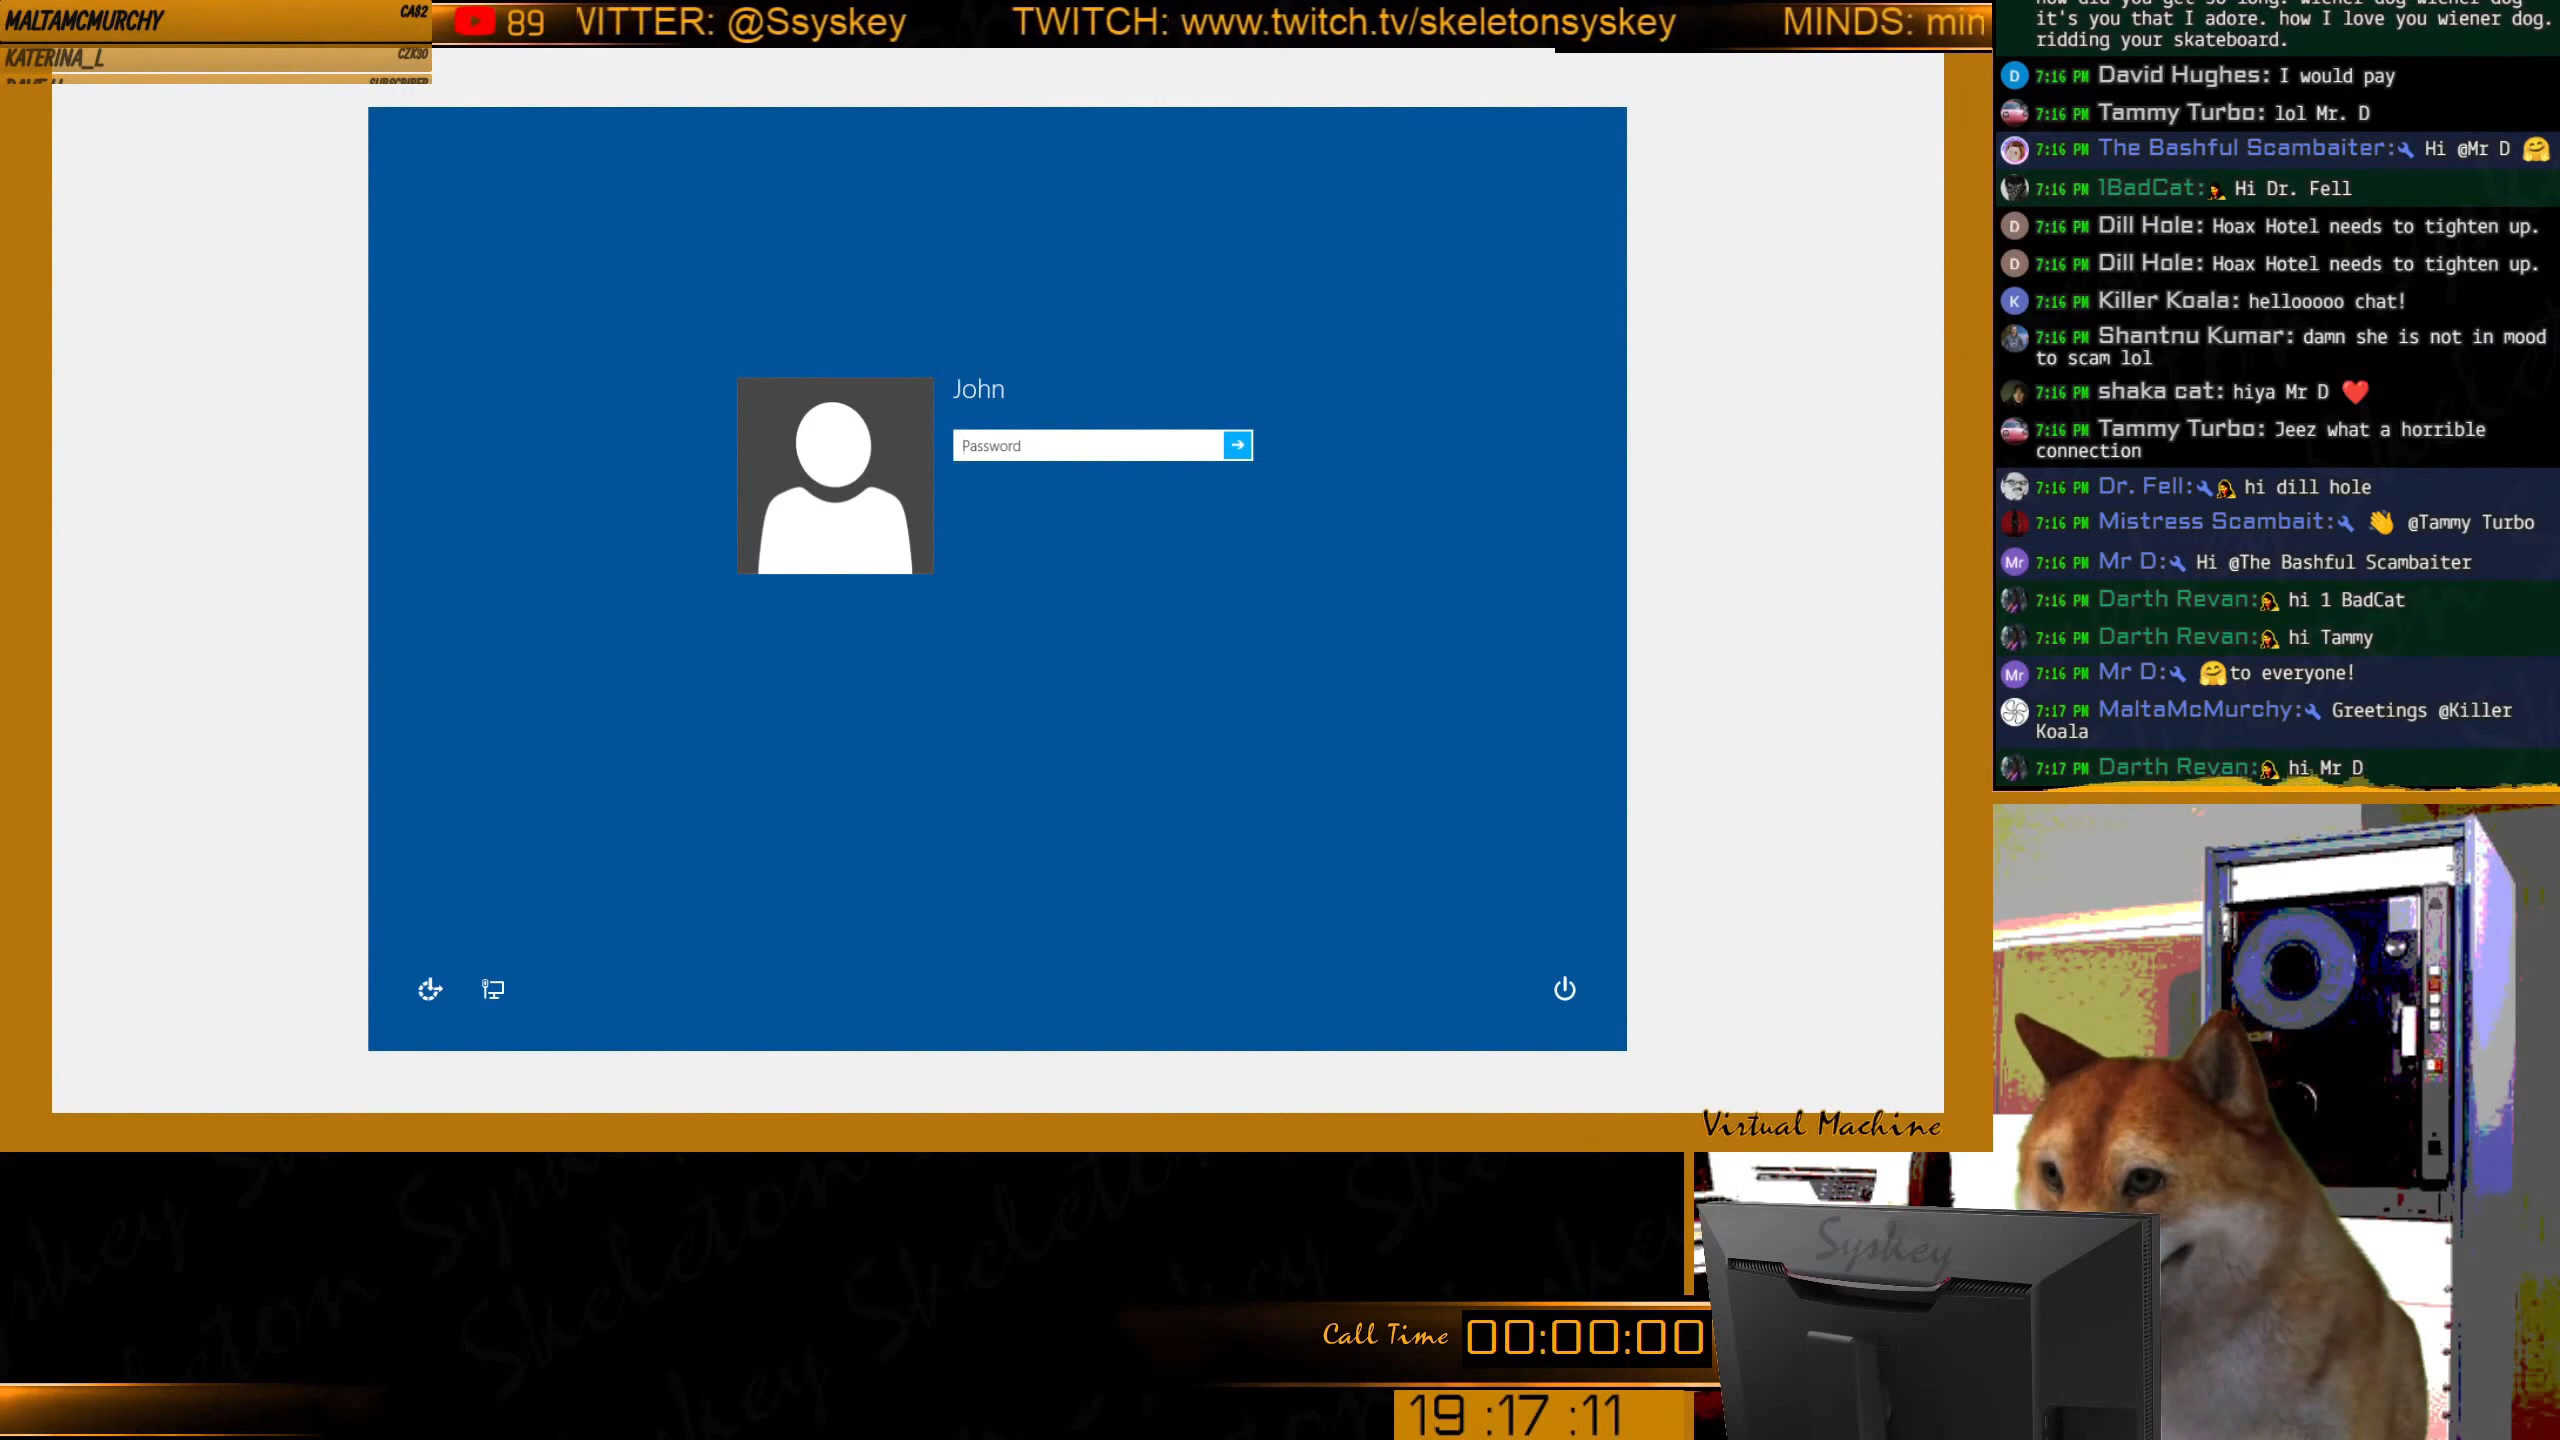 MALTAMCMURCHY CA$2
KATERINA_L CZK30
SUBSCRIBER
89 VITTER: @Ssyskey TWITCH: www.twitch.tv/skeletonsyskey MINDS: min
John
Password
Virtual Machine
it's you that I adore. how I love you wiener dog.
ridding your skateboard.
D 7:16 PM David Hughes: I would pay
7:16 PM Tammy Turbo: lol Mr. D
7:16 PM The Bashful Scambaiter: Hi @Mr D 🤗
7:16 PM 1BadCat: Hi Dr. Fell
D 7:16 PM Dill Hole: Hoax Hotel needs to tighten up.
D 7:16 PM Dill Hole: Hoax Hotel needs to tighten up.
K 7:16 PM Killer Koala: hellooooo chat!
7:16 PM Shantnu Kumar: damn she is not in mood
to scam lol
7:16 PM shaka cat: hiya Mr D ❤️
7:16 PM Tammy Turbo: Jeez what a horrible
connection
7:16 PM Dr. Fell: hi dill hole
7:16 PM Mistress Scambait: 👋 @Tammy Turbo
Mr 7:16 PM Mr D: Hi @The Bashful Scambaiter
7:16 PM Darth Revan: hi 1 BadCat
7:16 PM Darth Revan: hi Tammy
Mr 7:16 PM Mr D: 🤗to everyone!
7:17 PM MaltaMcMurchy: Greetings @Killer
Koala
7:17 PM Darth Revan: hi Mr D
Syskey
Call Time 00:00:00
19 :17 :11